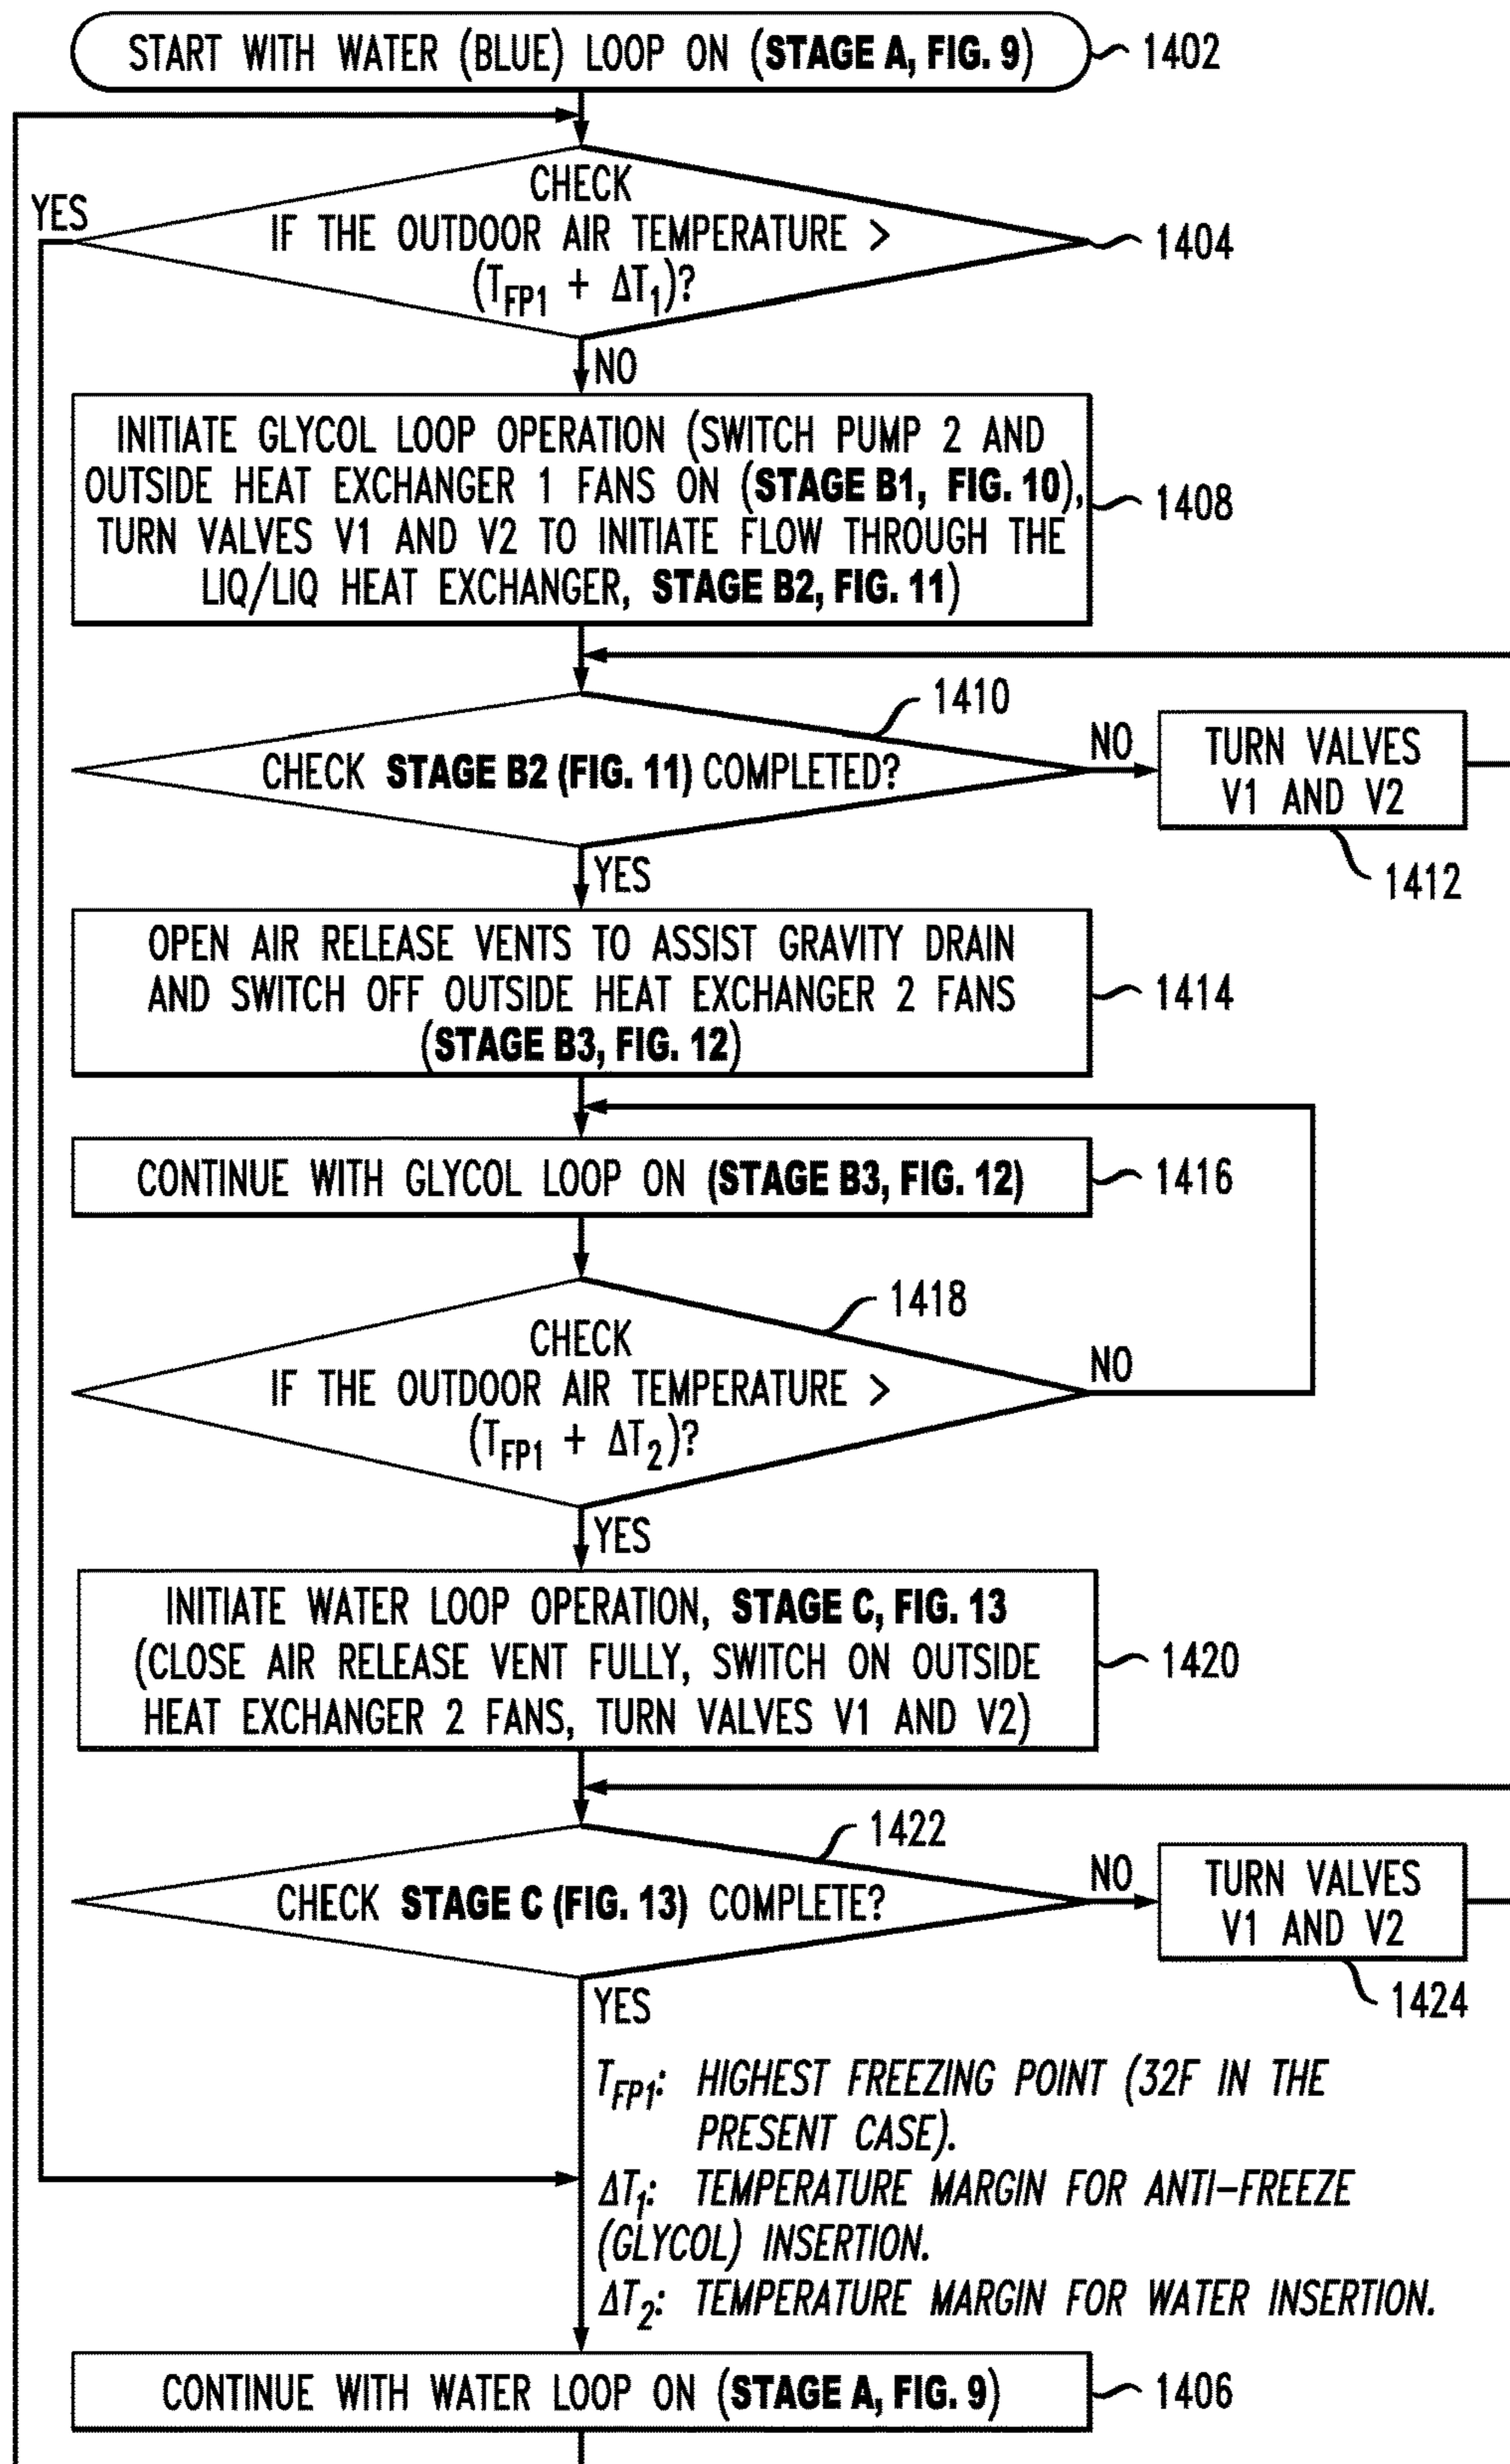 START WITH WATER (BLUE) LOOP ON (STAGE A, FIG. 9)
1402
CHECK
YES
IF THE OUTDOOR AIR TEMPERATURE >
1404
(TFP1 + ΔT1)?
NO
INITIATE GLYCOL LOOP OPERATION (SWITCH PUMP 2 AND
OUTSIDE HEAT EXCHANGER 1 FANS ON (STAGE B1, FIG. 10),
TURN VALVES V1 AND V2 TO INITIATE FLOW THROUGH THE
LIQ/LIQ HEAT EXCHANGER, STAGE B2, FIG. 11)
1408
1410
CHECK STAGE B2 (FIG. 11) COMPLETED?
NO
TURN VALVES
V1 AND V2
1412
YES
OPEN AIR RELEASE VENTS TO ASSIST GRAVITY DRAIN
AND SWITCH OFF OUTSIDE HEAT EXCHANGER 2 FANS
(STAGE B3, FIG. 12)
1414
CONTINUE WITH GLYCOL LOOP ON (STAGE B3, FIG. 12)
1416
1418
CHECK
IF THE OUTDOOR AIR TEMPERATURE >
(TFP1 + ΔT2)?
NO
YES
INITIATE WATER LOOP OPERATION, STAGE C, FIG. 13
(CLOSE AIR RELEASE VENT FULLY, SWITCH ON OUTSIDE
HEAT EXCHANGER 2 FANS, TURN VALVES V1 AND V2)
1420
1422
CHECK STAGE C (FIG. 13) COMPLETE?
NO
TURN VALVES
V1 AND V2
1424
YES
TFP1: HIGHEST FREEZING POINT (32F IN THE
PRESENT CASE).
ΔT1: TEMPERATURE MARGIN FOR ANTI-FREEZE
(GLYCOL) INSERTION.
ΔT2: TEMPERATURE MARGIN FOR WATER INSERTION.
CONTINUE WITH WATER LOOP ON (STAGE A, FIG. 9)
1406